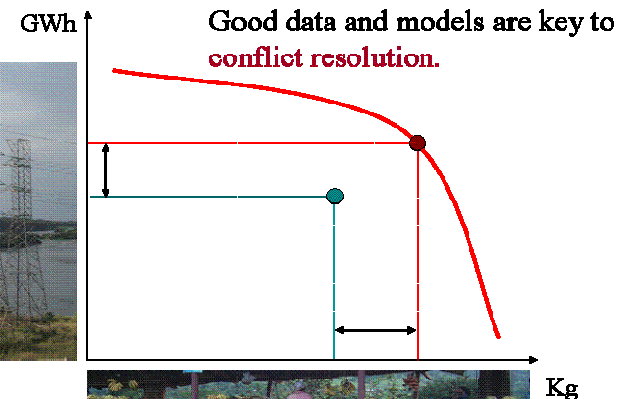 GWh
Good data and models are key to
conflict resolution.
Kg